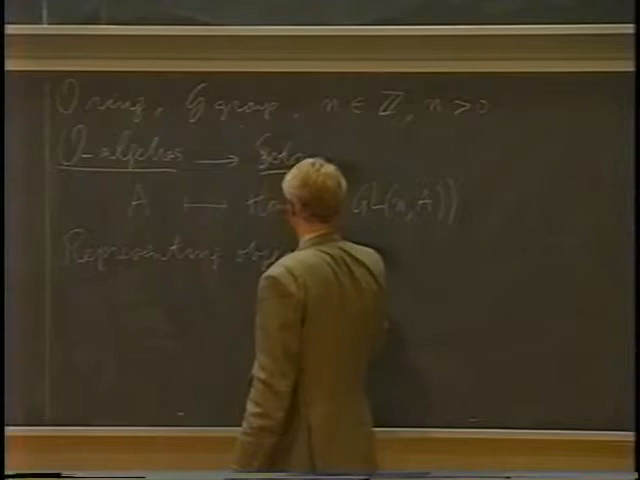 O ring, G group, n ∈ ℤ, n > 0
O-algebras → Sets
A ⟼ GL(n,A))
Representing